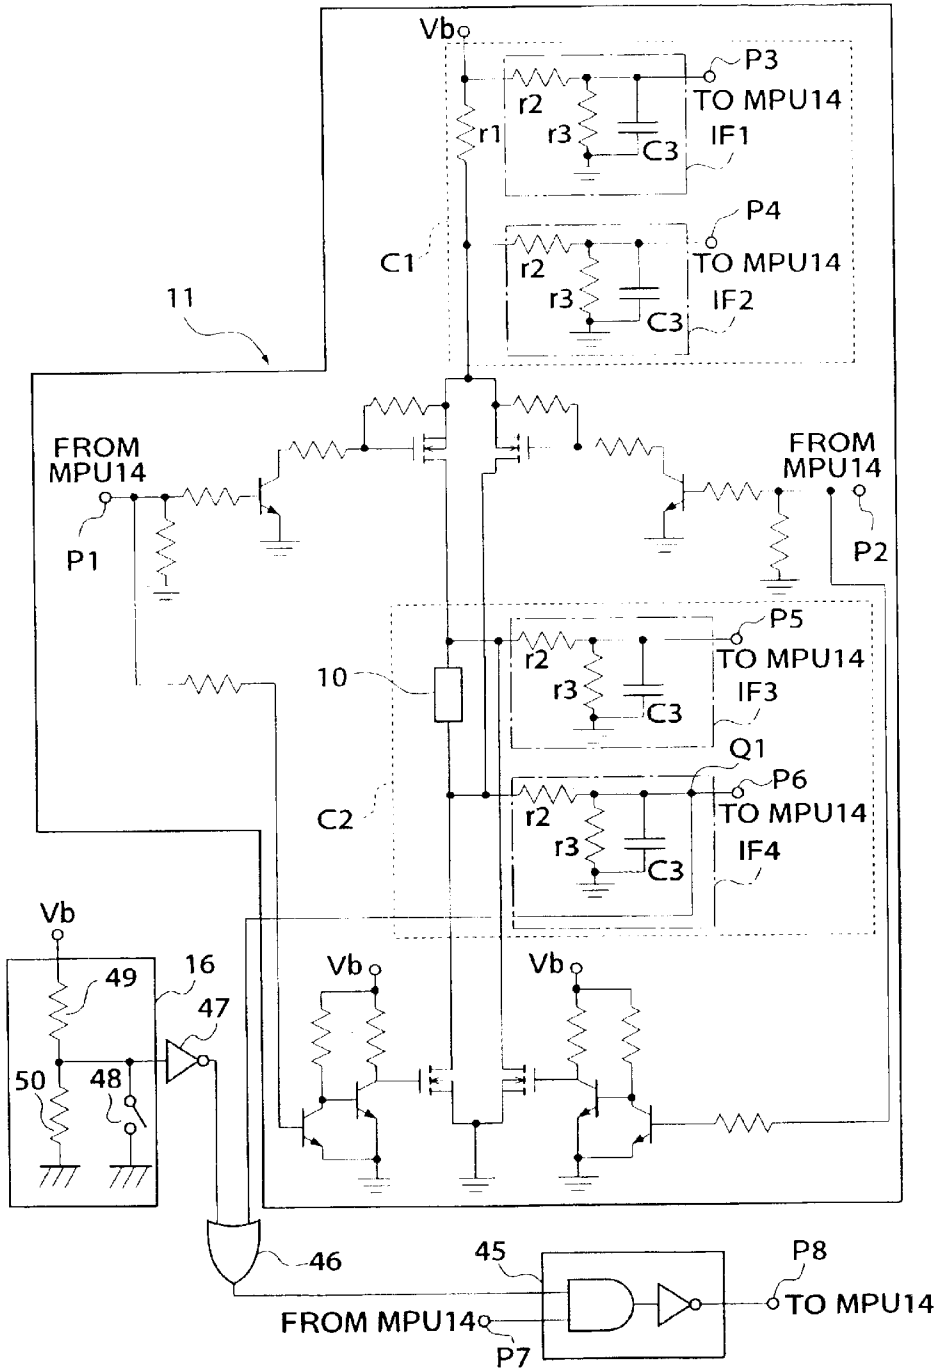 Vb
P3
r2
TO MPU14
r1
r3
C3
IF1
P4
C1
r2
TO MPU14
r3
C3
IF2
11
FROM
MPU14
FROM
MPU14
P1
P2
P5
r2
TO MPU14
10
r3
C3
IF3
Q1
P6
C2
r2
TO MPU14
r3
C3
IF4
Vb
Vb
Vb
49
16
47
50
48
46
45
P8
FROM MPU14
TO MPU14
P7